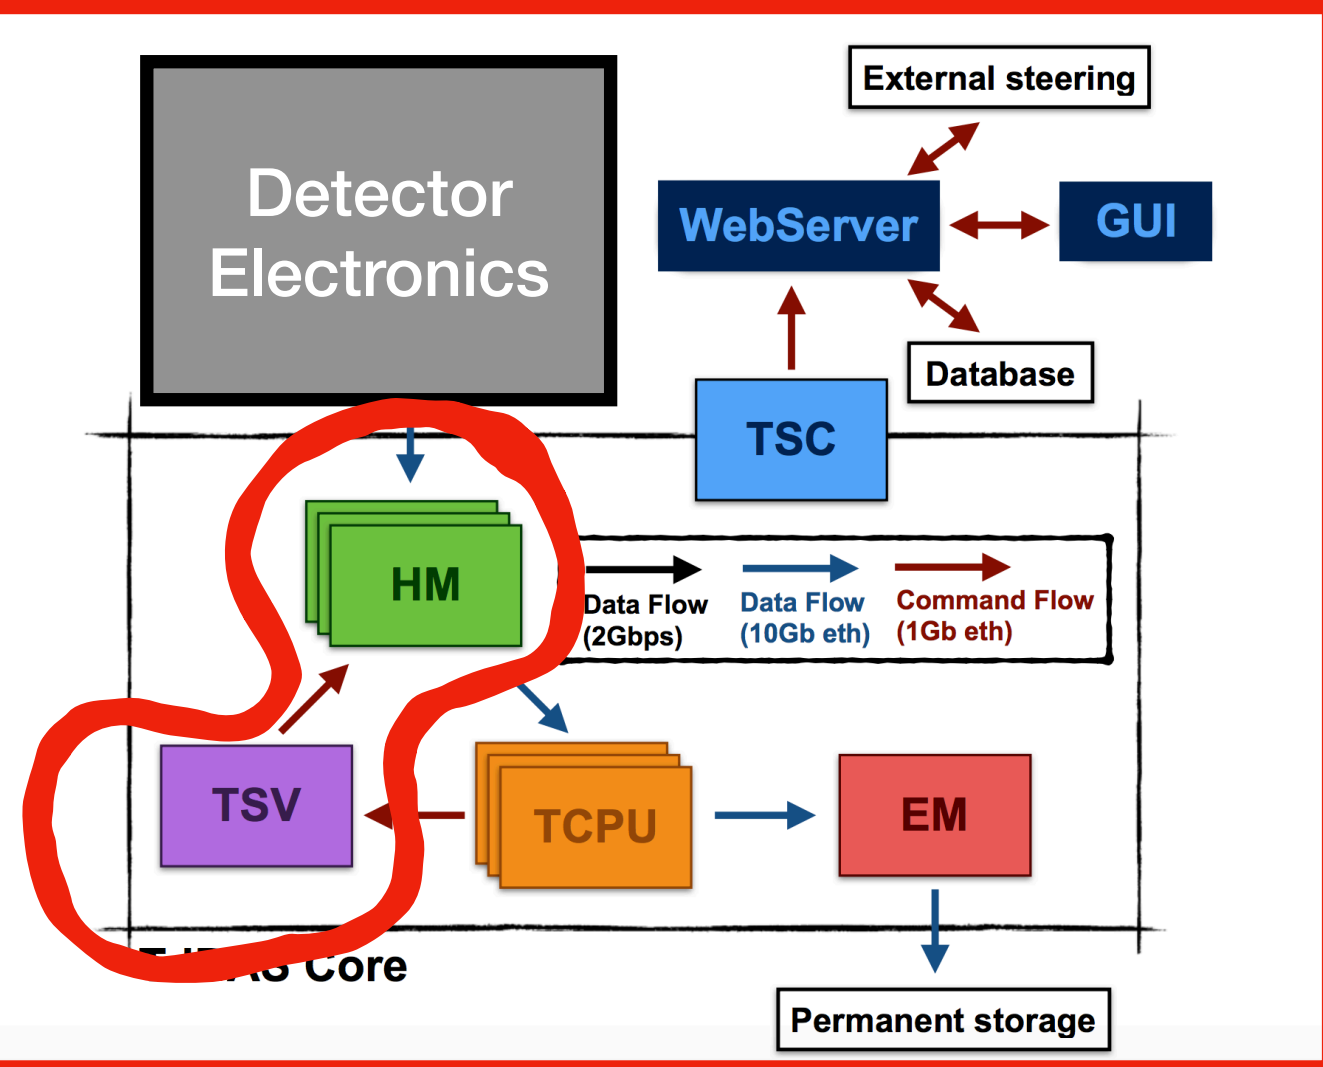 Detector
Electronics
External steering
WebServer
GUI
Database
TSC
HM
Data Flow
(2Gbps)
Data Flow
(10Gb eth)
Command Flow
(1Gb eth)
TSV
TCPU
EM
Core
Permanent storage